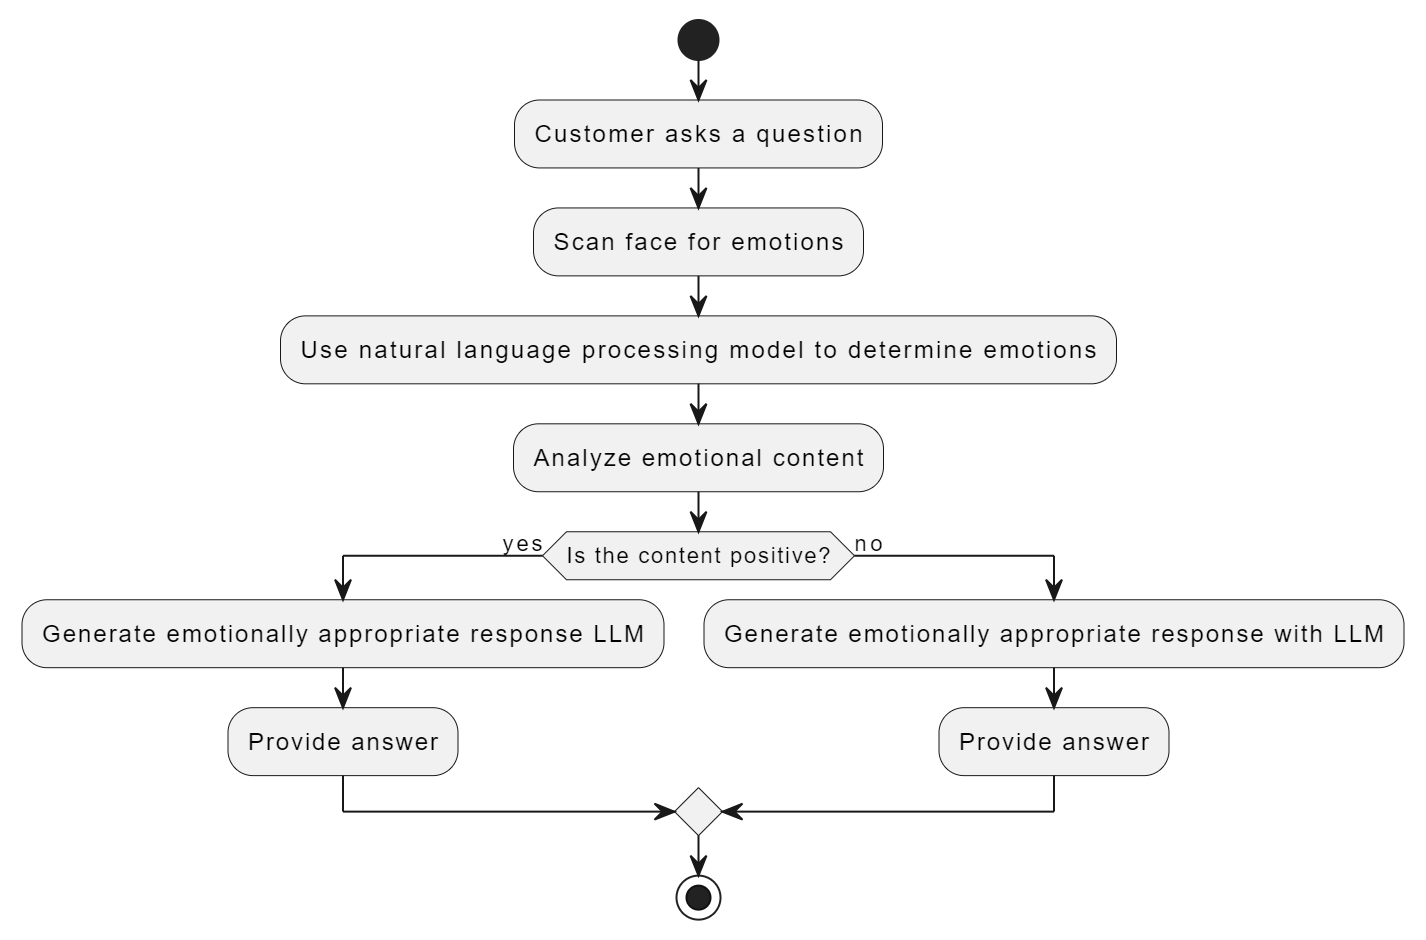 Customer asks a question
Scan face for emotions
Use natural language processing model to determine emotions
Analyze emotional content
yes
Is the content positive?
no
Generate emotionally appropriate response LLM
Generate emotionally appropriate response with LLM
Provide answer
Provide answer